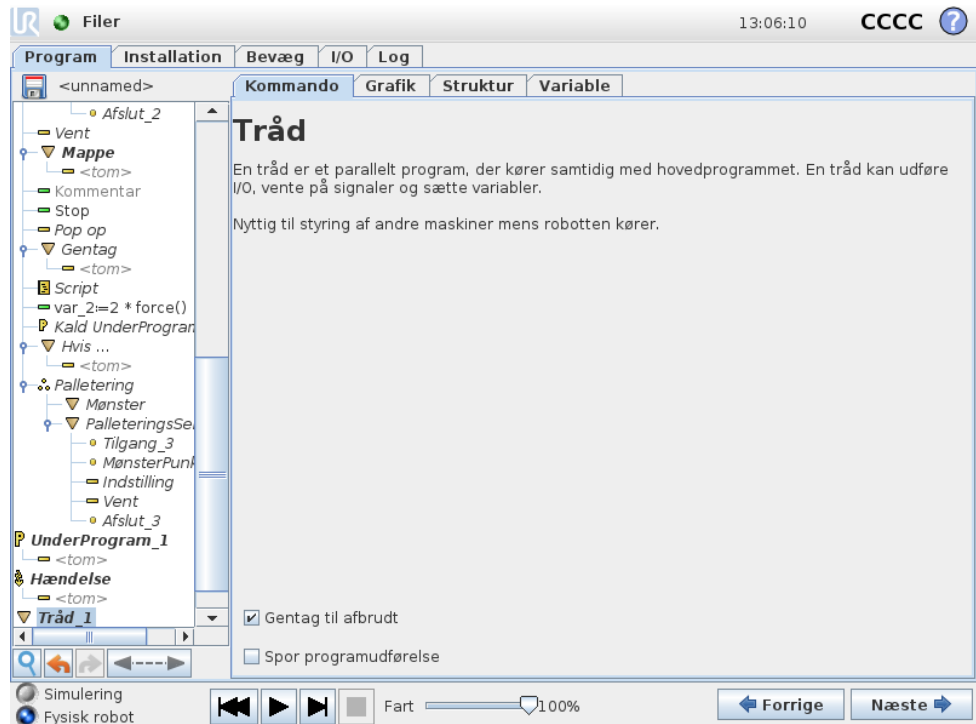 UR Filer 13:06:10 CCCC ?
Program Installation Bevæg I/O Log
<unnamed>
Kommando Grafik Struktur Variable
Afslut_2
Vent
Mappe
<tom>
Kommentar
Stop
Pop op
Gentag
<tom>
Script
var_2:=2 * force()
Kald UnderProgram
Hvis ...
<tom>
Palletering
Mønster
PalleteringsSe
Tilgang_3
MønsterPunk
Indstilling
Vent
Afslut_3
UnderProgram_1
<tom>
Hændelse
<tom>
Tråd_1
Tråd
En tråd er et parallelt program, der kører samtidig med hovedprogrammet. En tråd kan udføre
I/O, vente på signaler og sætte variabler.
Nyttig til styring af andre maskiner mens robotten kører.
Gentag til afbrudt
Spor programudførelse
Simulering
Fysisk robot
Fart 100%
Forrige Næste